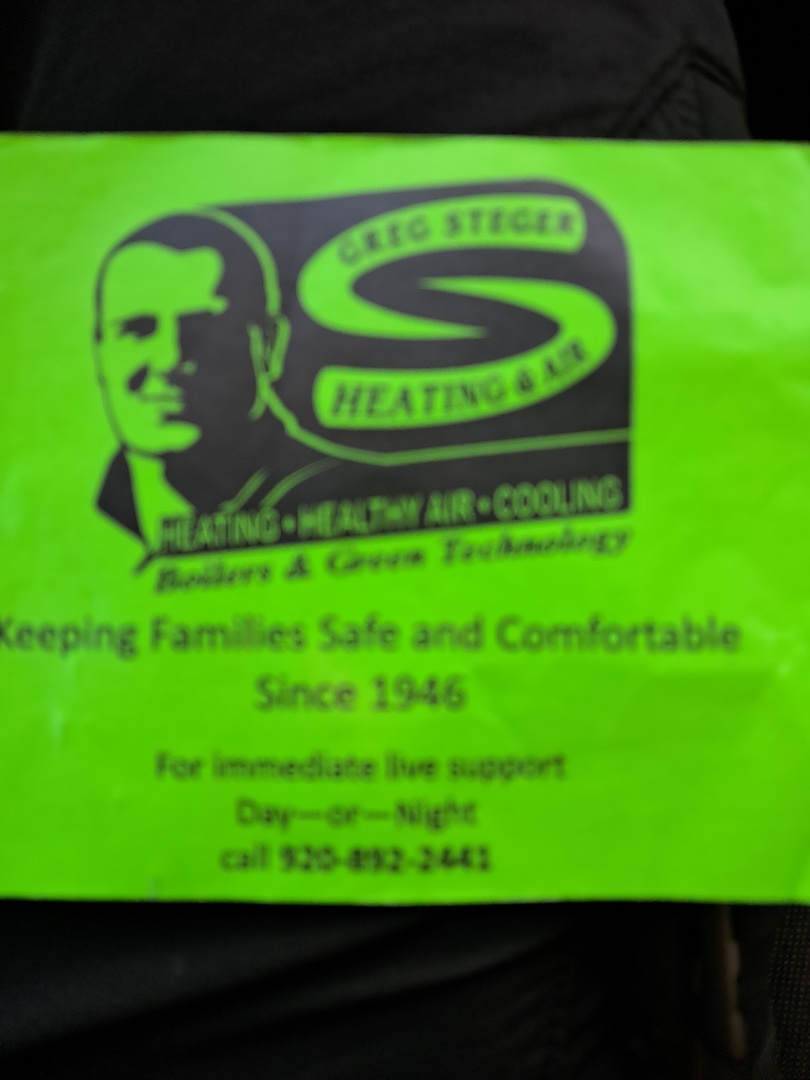 GREG STEGER
HEATING & AIR
HEATING • HEALTHY AIR • COOLING
Boilers & Green Technology
Keeping Families Safe and Comfortable
Since 1946
For immediate live support
Day—or—Night
call 920-892-2441